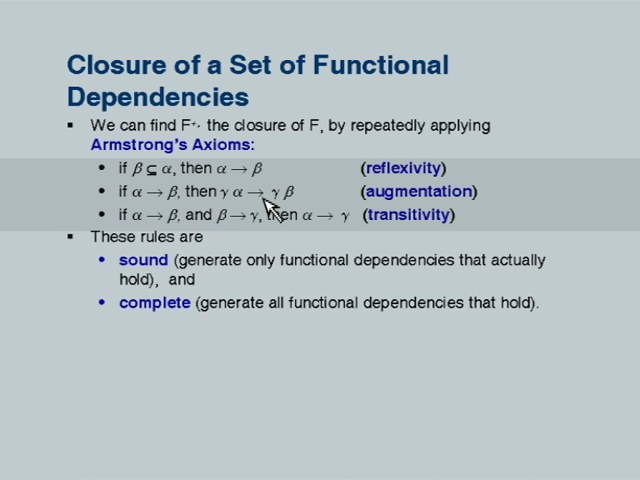 Closure of a Set of Functional
Dependencies
▪ We can find F+, the closure of F, by repeatedly applying
Armstrong's Axioms:
• if β ⊆ α, then α → β (reflexivity)
• if α → β, then γ α → γ β (augmentation)
• if α → β, and β → γ, then α → γ (transitivity)
▪ These rules are
• sound (generate only functional dependencies that actually
hold), and
• complete (generate all functional dependencies that hold).